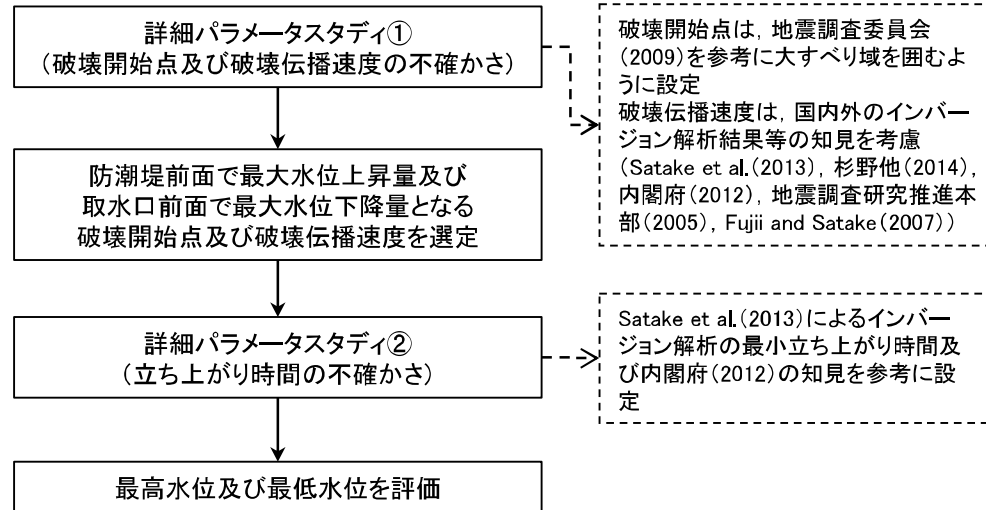 詳細パラメータスタディ①
（破壊開始点及び破壊伝播速度の不確かさ）
破壊開始点は，地震調査委員会
（2009）を参考に大すべり域を囲むよ
うに設定
破壊伝播速度は，国内外のインバー
ジョン解析結果等の知見を考慮
（Satake et al.（2013），杉野他（2014），
内閣府（2012），地震調査研究推進本
部（2005），Fujii and Satake（2007））
防潮堤前面で最大水位上昇量及び
取水口前面で最大水位下降量となる
破壊開始点及び破壊伝播速度を選定
詳細パラメータスタディ②
（立ち上がり時間の不確かさ）
Satake et al.（2013）によるインバー
ジョン解析の最小立ち上がり時間及
び内閣府（2012）の知見を参考に設
定
最高水位及び最低水位を評価